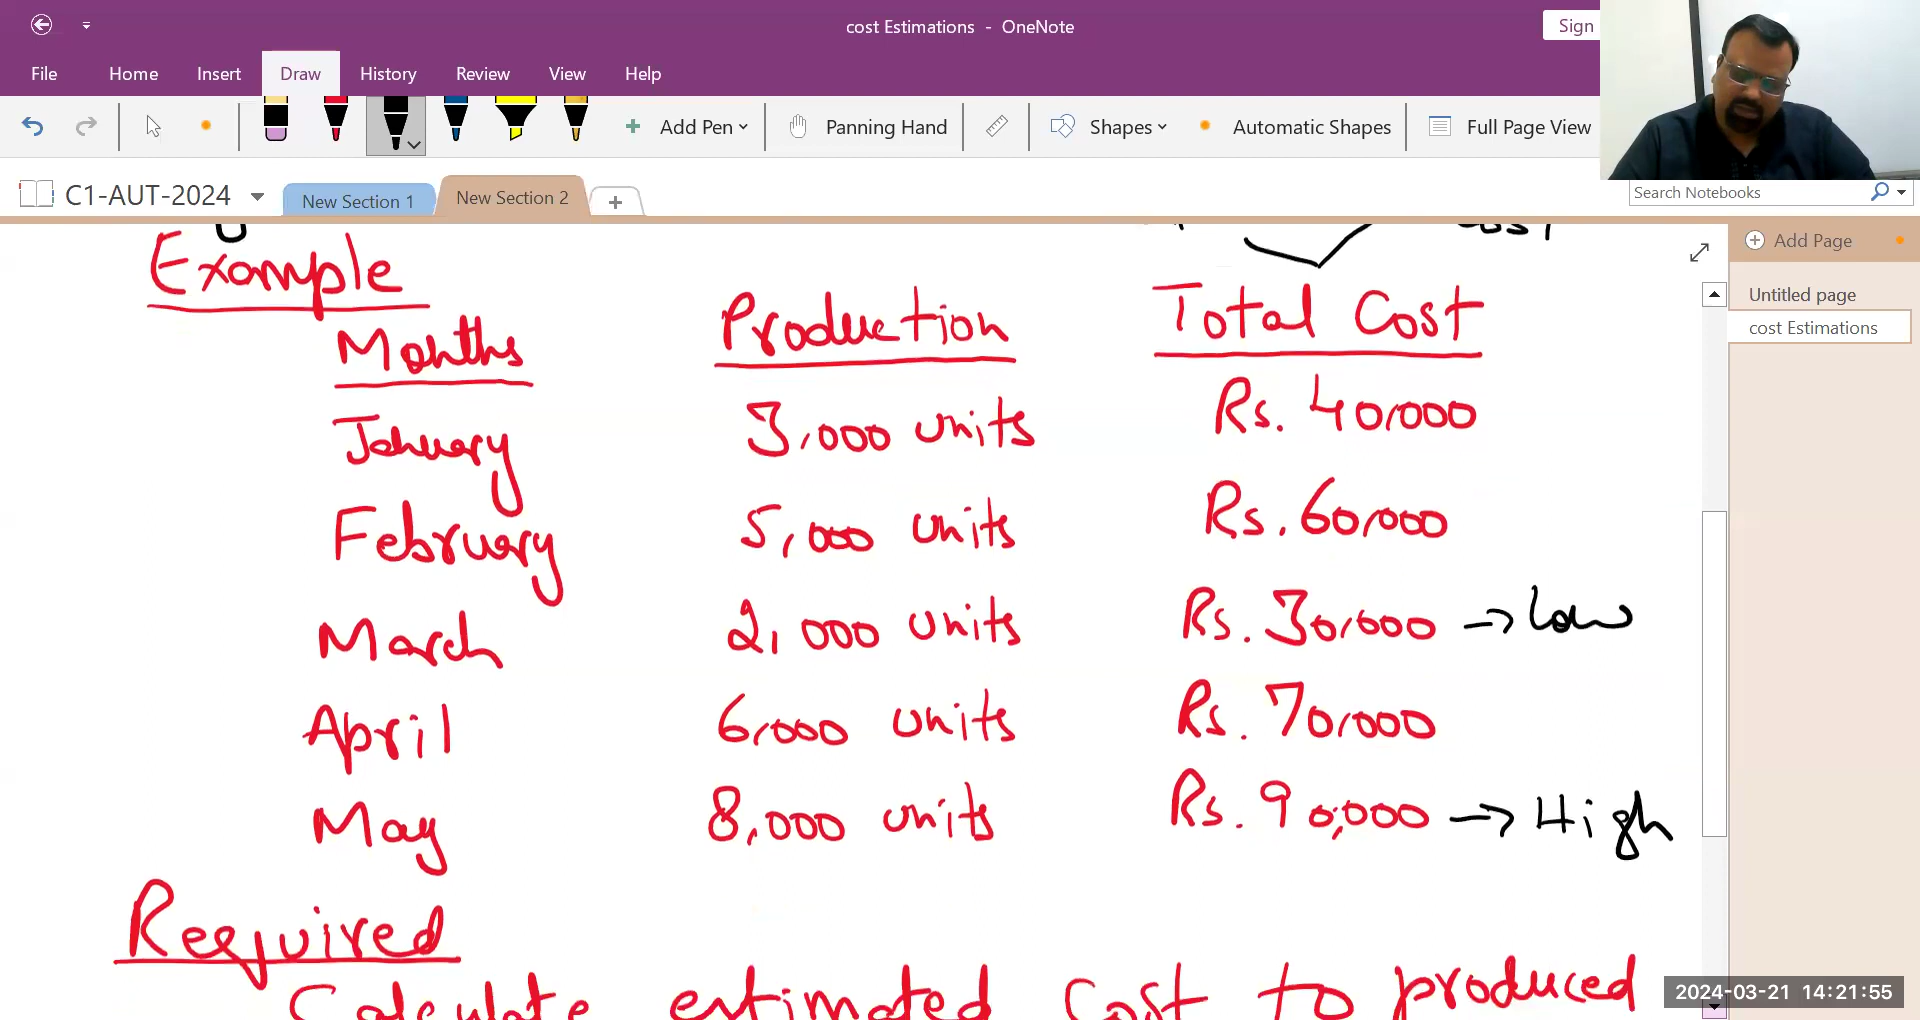 cost Estimations - OneNote
Sign
File Home Insert Draw History Review View Help
Add Pen Panning Hand Shapes Automatic Shapes Full Page View
C1-AUT-2024 New Section 1 New Section 2
Search Notebooks
Add Page
Untitled page
cost Estimations
cost
Example
Months Production Total Cost
January 3,000 units Rs. 40,000
February 5,000 units Rs. 60,000
March 2,000 units Rs. 30,000 → low
April 6,000 units Rs. 70,000
May 8,000 units Rs. 90,000 → High
Required
Calculate estimated cost to produced
2024-03-21 14:21:55